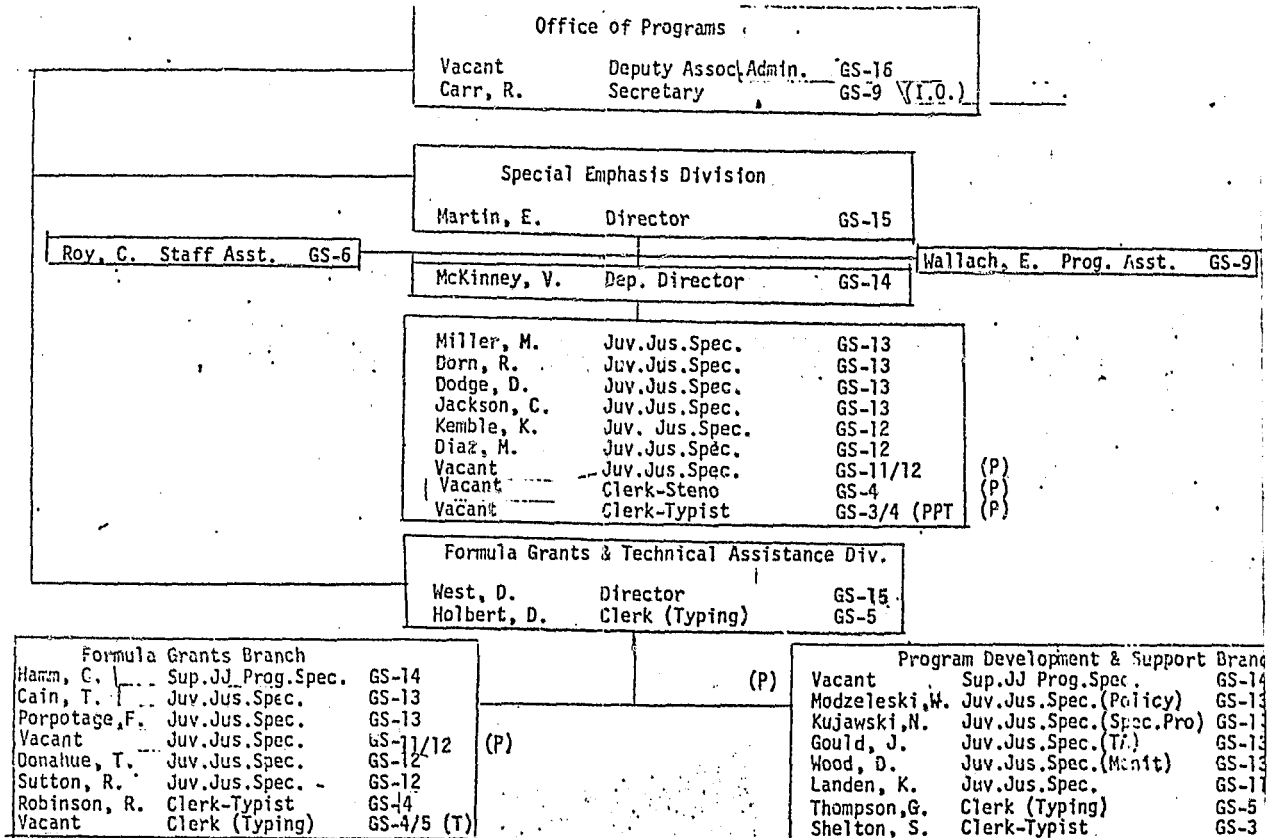 Office of Programs
Vacant Deputy Assoc. Admin. GS-16
Carr, R. Secretary GS-9 (I.O.)
Special Emphasis Division
Martin, E. Director GS-15
Roy, C. Staff Asst. GS-6
Wallach, E. Prog. Asst. GS-9
McKinney, V. Dep. Director GS-14
Miller, M. Juv.Jus.Spec. GS-13
Dorn, R. Juv.Jus.Spec. GS-13
Dodge, D. Juv.Jus.Spec. GS-13
Jackson, C. Juv.Jus.Spec. GS-13
Kemble, K. Juv. Jus.Spec. GS-12
Diaz, M. Juv.Jus.Spec. GS-12
Vacant Juv.Jus.Spec. GS-11/12 (P)
Vacant Clerk-Steno GS-4 (P)
Vacant Clerk-Typist GS-3/4 (PPT (P)
Formula Grants & Technical Assistance Div.
West, D. Director GS-15
Holbert, D. Clerk (Typing) GS-5
Formula Grants Branch
Hamm, C. Sup.JJ Prog.Spec. GS-14
Cain, T. Juv.Jus.Spec. GS-13
Porpotage,F. Juv.Jus.Spec. GS-13
Vacant Juv.Jus.Spec. GS-11/12 (P)
Donahue, T. Juv.Jus.Spec. GS-12
Sutton, R. Juv.Jus.Spec. GS-12
Robinson, R. Clerk-Typist GS-4
Vacant Clerk (Typing) GS-4/5 (T)
Program Development & Support Branc
(P) Vacant Sup.JJ Prog.Spec. GS-14
Modzeleski,W. Juv.Jus.Spec.(Policy) GS-13
Kujawski,N. Juv.Jus.Spec.(Spec.Pro)
Gould, J. Juv.Jus.Spec.(TA) GS-13
Wood, D. Juv.Jus.Spec.(Monit) GS-13
Landen, K. Juv.Jus.Spec. GS-11
Thompson,G. Clerk (Typing) GS-5
Shelton, S. Clerk-Typist GS-3